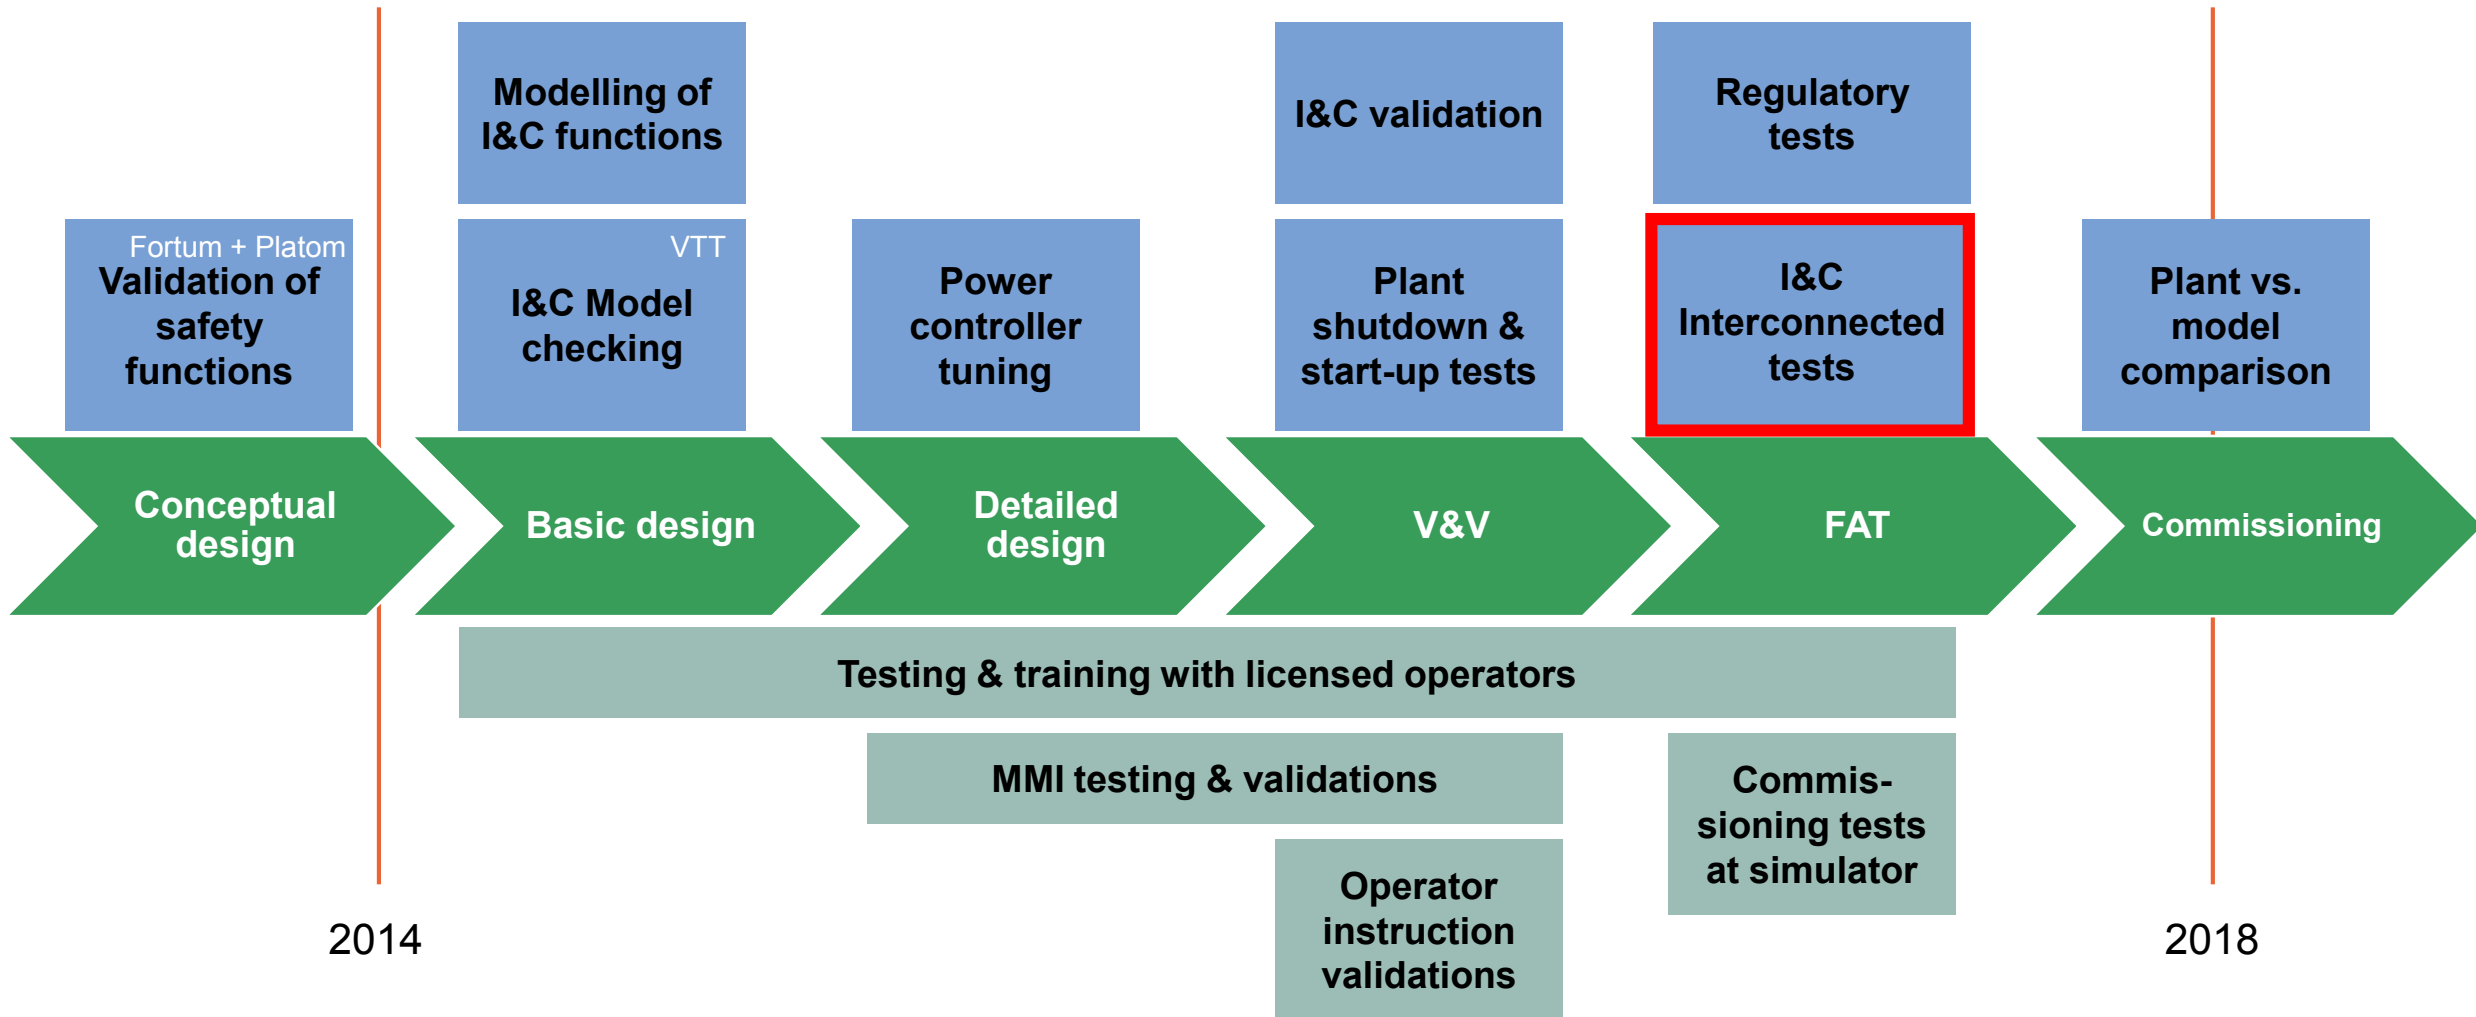 Modelling of
I&C functions
I&C validation
Regulatory
tests
Fortum + Platom
Validation of
safety
functions
VTT
I&C Model
checking
Power
controller
tuning
Plant
shutdown &
start-up tests
I&C
Interconnected
tests
Plant vs.
model
comparison
Conceptual
design
Basic design
Detailed
design
V&V
FAT
Commissioning
Testing & training with licensed operators
MMI testing & validations
Commis-
sioning tests
at simulator
Operator
instruction
validations
2014
2018